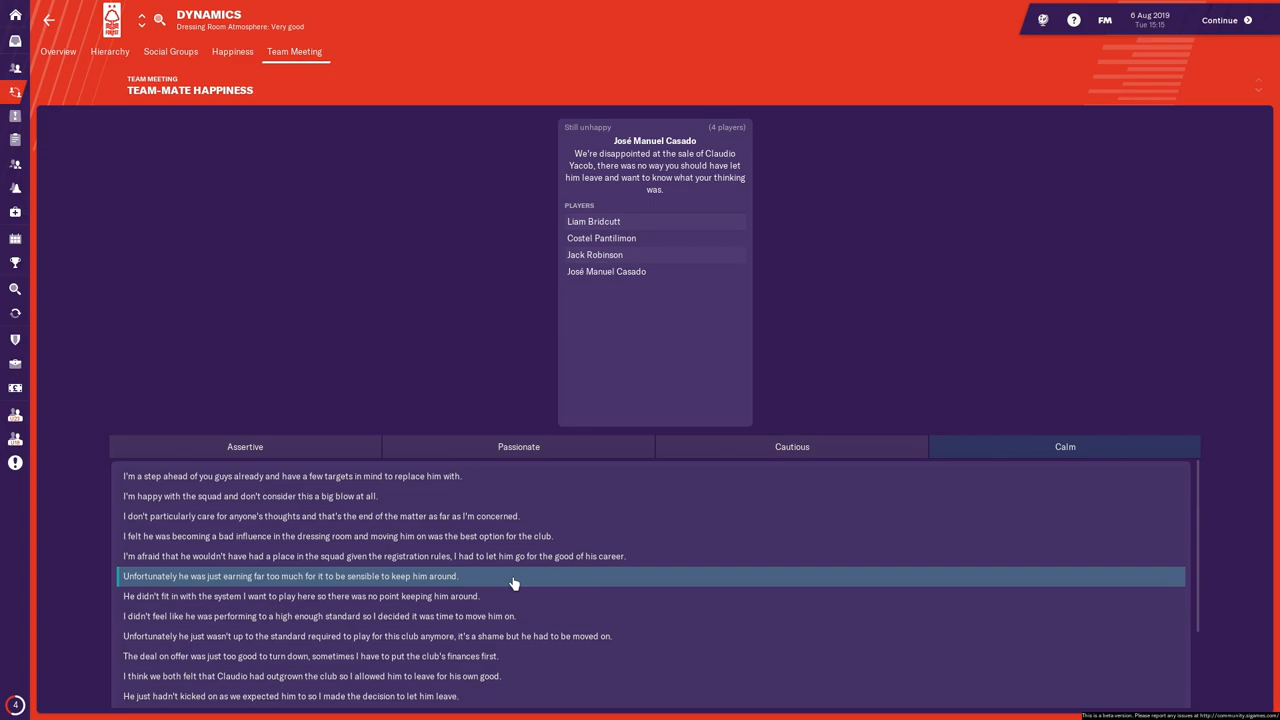 DYNAMICS
Dressing Room Atmosphere: Very good
6 Aug 2019
Tue 15:15
FM
Continue
Overview
Hierarchy
Social Groups
Happiness
Team Meeting
TEAM MEETING
TEAM-MATE HAPPINESS
Still unhappy
(4 players)
José Manuel Casado
We're disappointed at the sale of Claudio
Yacob, there was no way you should have let
him leave and want to know what your thinking
was.
PLAYERS
Liam Bridcutt
Costel Pantilimon
Jack Robinson
José Manuel Casado
Assertive
Passionate
Cautious
Calm
I'm a step ahead of you guys already and have a few targets in mind to replace him with.
I'm happy with the squad and don't consider this a big blow at all.
I don't particularly care for anyone's thoughts and that's the end of the matter as far as I'm concerned.
I felt he was becoming a bad influence in the dressing room and moving him on was the best option for the club.
I'm afraid that he wouldn't have had a place in the squad given the registration rules, I had to let him go for the good of his career.
Unfortunately he was just earning far too much for it to be sensible to keep him around.
He didn't fit in with the system I want to play here so there was no point keeping him around.
I didn't feel like he was performing to a high enough standard so I decided it was time to move him on.
Unfortunately he just wasn't up to the standard required to play for this club anymore, it's a shame but he had to be moved on.
The deal on offer was just too good to turn down, sometimes I have to put the club's finances first.
I think we both felt that Claudio had outgrown the club so I allowed him to leave for his own good.
He just hadn't kicked on as we expected him to so I made the decision to let him leave.
4
This is a beta version. Please report any issues at http://community.sigames.com/